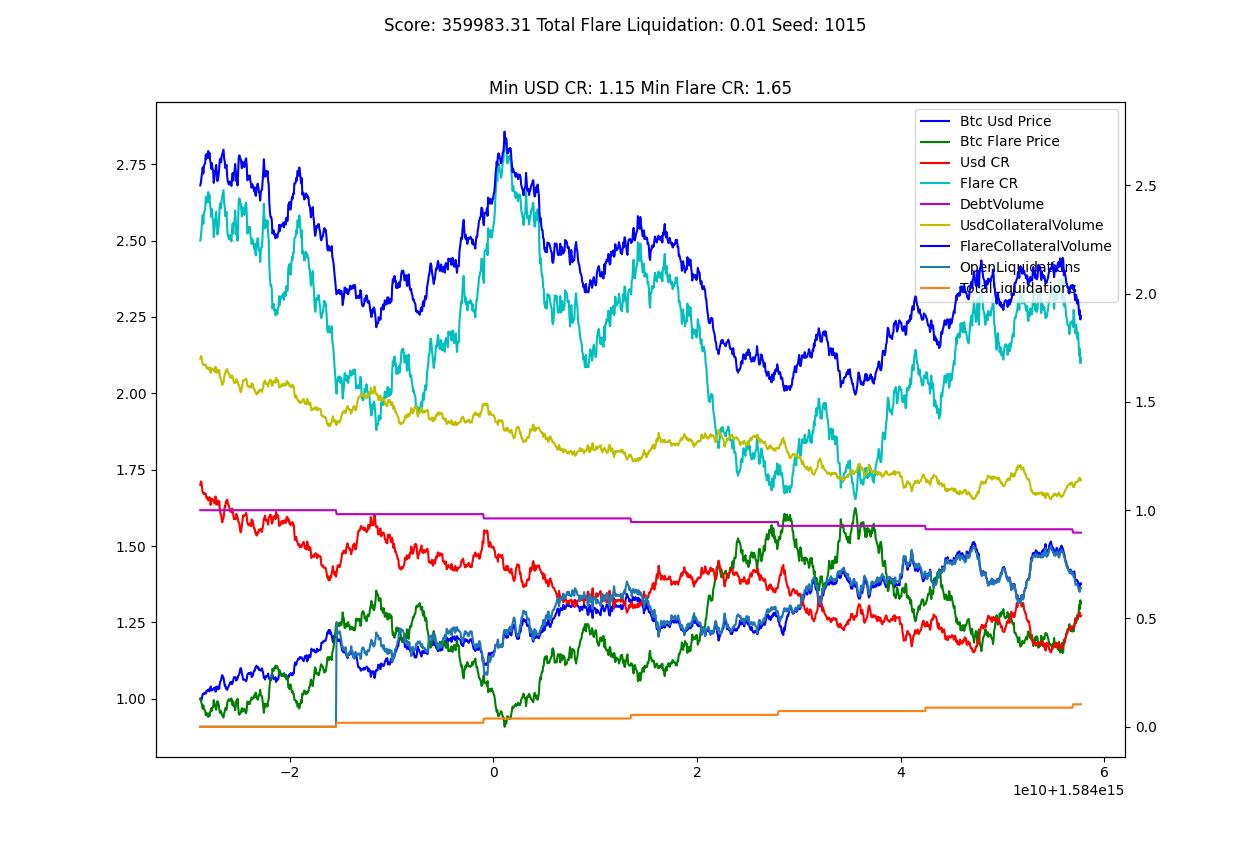 Score: 359983.31 Total Flare Liquidation: 0.01 Seed: 1015
Min USD CR: 1.15 Min Flare CR: 1.65
Btc Usd Price
Btc Flare Price
Usd CR
Flare CR
DebtVolume
UsdCollateralVolume
FlareCollateralVolume
OpenLiquidations
TotalLiquidations
2.75
2.50
2.25
2.00
1.75
1.50
1.25
1.00
2.5
2.0
1.5
1.0
0.5
0.0
−2 0 2 4 6
1e10+1.584e15